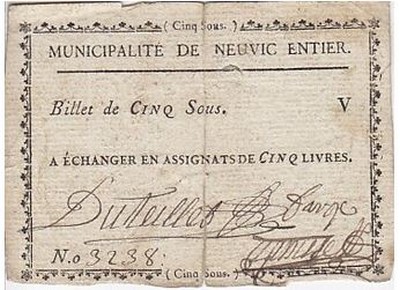 ( Cinq Sous. )
MUNICIPALITÉ DE NEUVIC ENTIER.
Billet de CINQ SOUS. V
A ÉCHANGER EN ASSIGNATS DE CINQ LIVRES.
Duteillet
N.o 3238:
( Cinq Sous. )